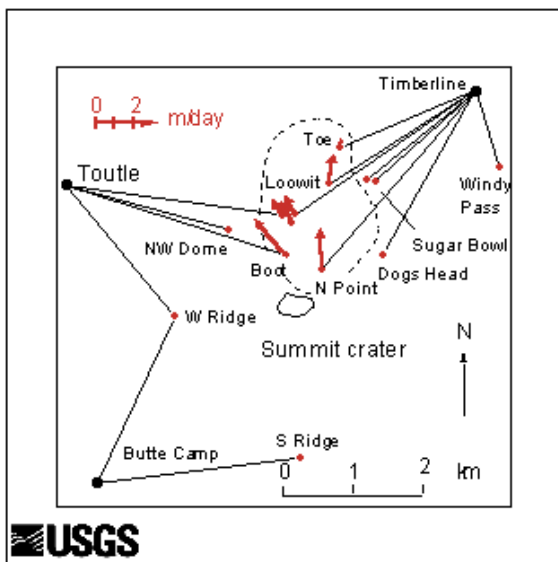 Timberline
0 2
m/day
Toe
Toutle
Loowit
Windy
Pass
NW Dome
Sugar Bowl
Boot
Dogs Head
N Point
W Ridge
Summit crater
N
S Ridge
Butte Camp
0 1 2
km
USGS